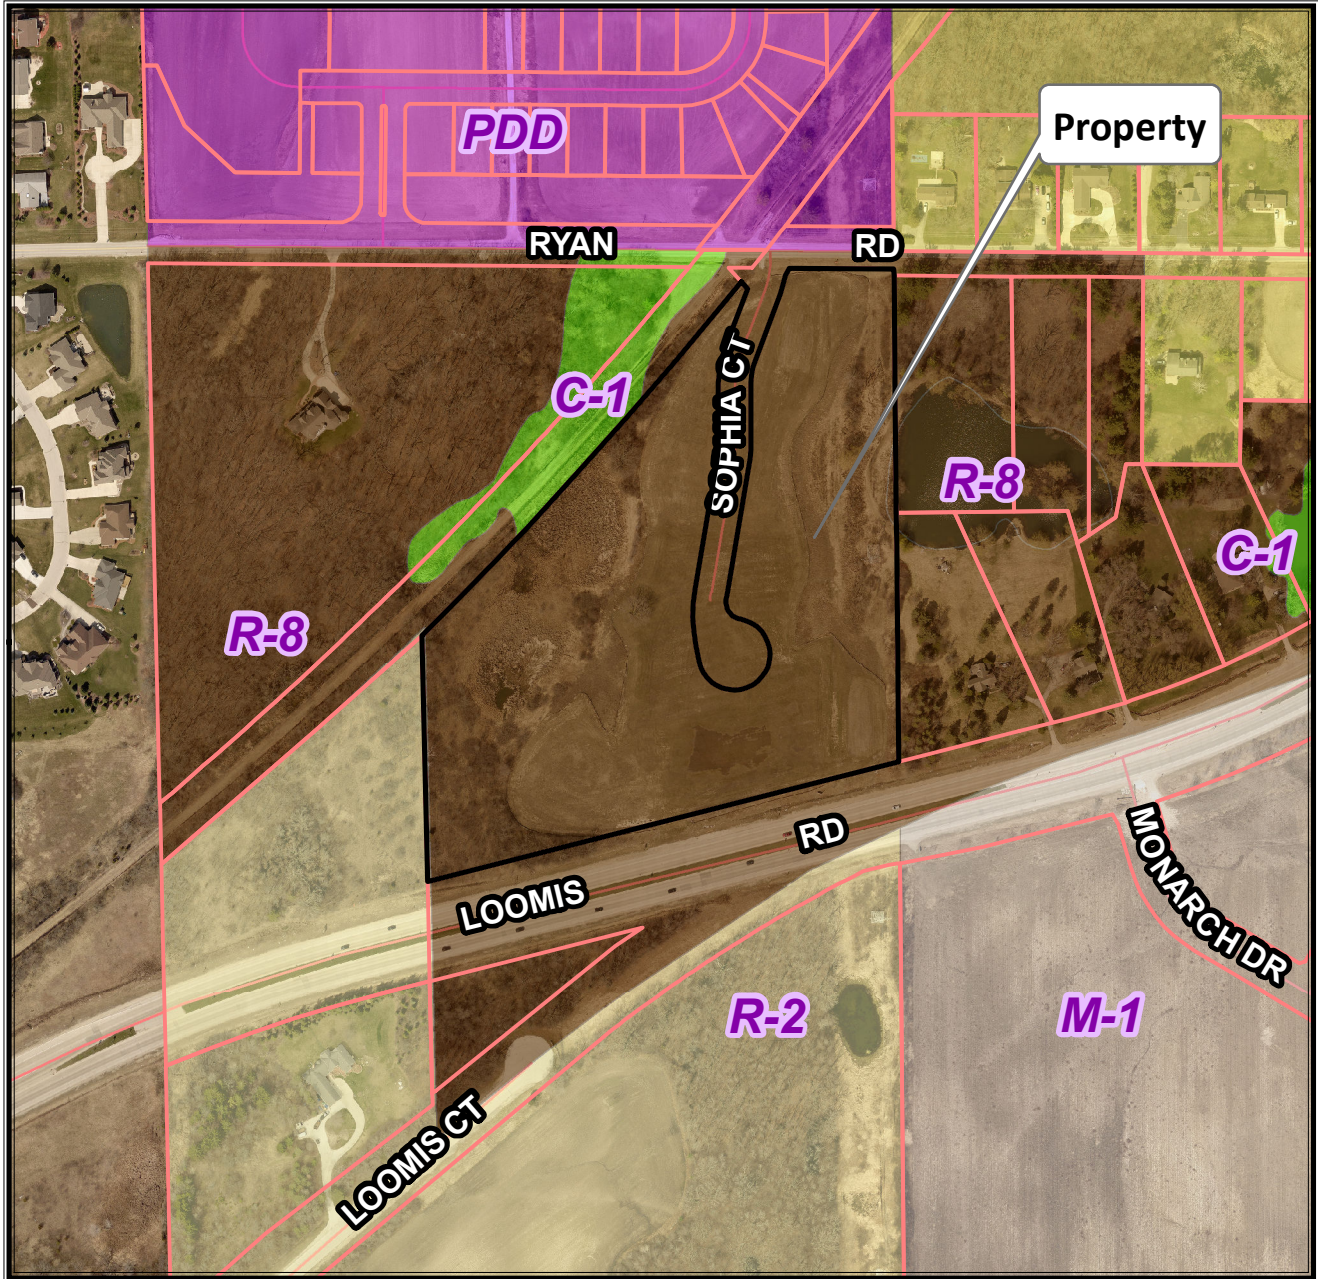 PDD
Property
RYAN
RD
C-1
SOPHIA CT
R-8
C-1
R-8
RD
MONARCH DR
LOOMIS
R-2
M-1
LOOMIS CT